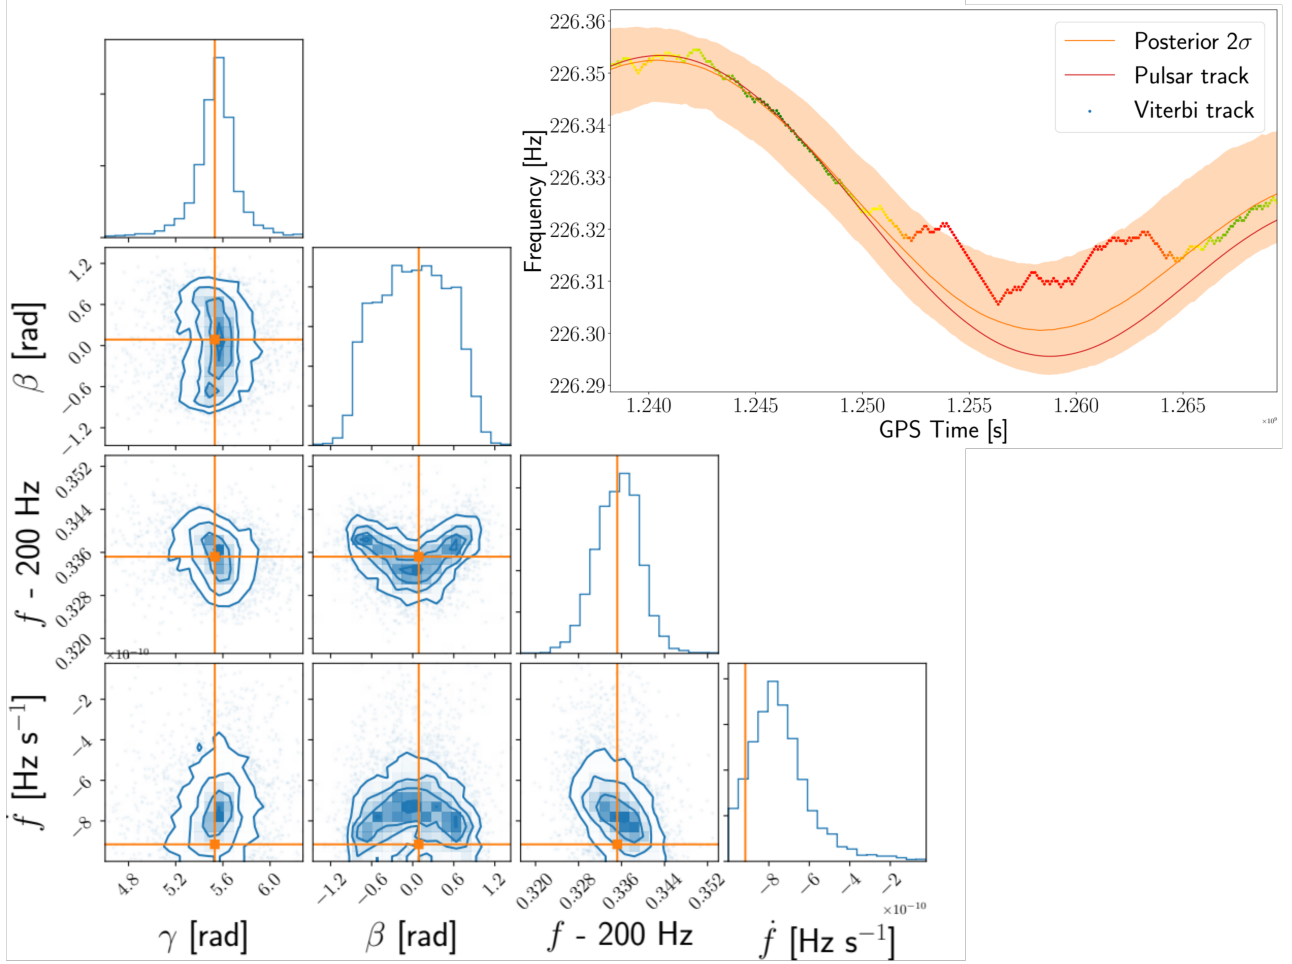 226.36
226.35
226.34
226.33
226.32
226.31
226.30
226.29
Frequency [Hz]
Posterior 2σ
Pulsar track
Viterbi track
1.240 1.245 1.250 1.255 1.260 1.265
GPS Time [s]
×10⁹
β [rad]
1.2
0.6
0.0
−0.6
−1.2
f - 200 Hz
0.352
0.344
0.336
0.328
0.320
×10⁻¹⁰
ḟ [Hz s⁻¹]
−2
−4
−6
−8
4.8 5.2 5.6 6.0
−1.2 −0.6 0.0 0.6 1.2
0.320 0.328 0.336 0.344 0.352
−8 −6 −4 −2
×10⁻¹⁰
γ [rad]
β [rad]
f - 200 Hz
ḟ [Hz s⁻¹]